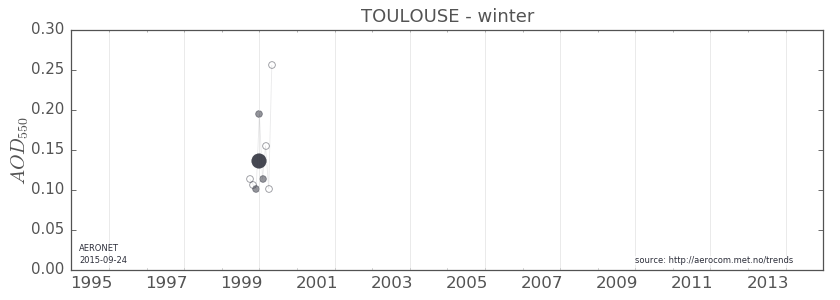 TOULOUSE - winter
0.30
0.25
0.20
0.15
0.10
0.05
0.00
AOD550
AERONET
2015-09-24
source: http://aerocom.met.no/trends
1995 1997 1999 2001 2003 2005 2007 2009 2011 2013